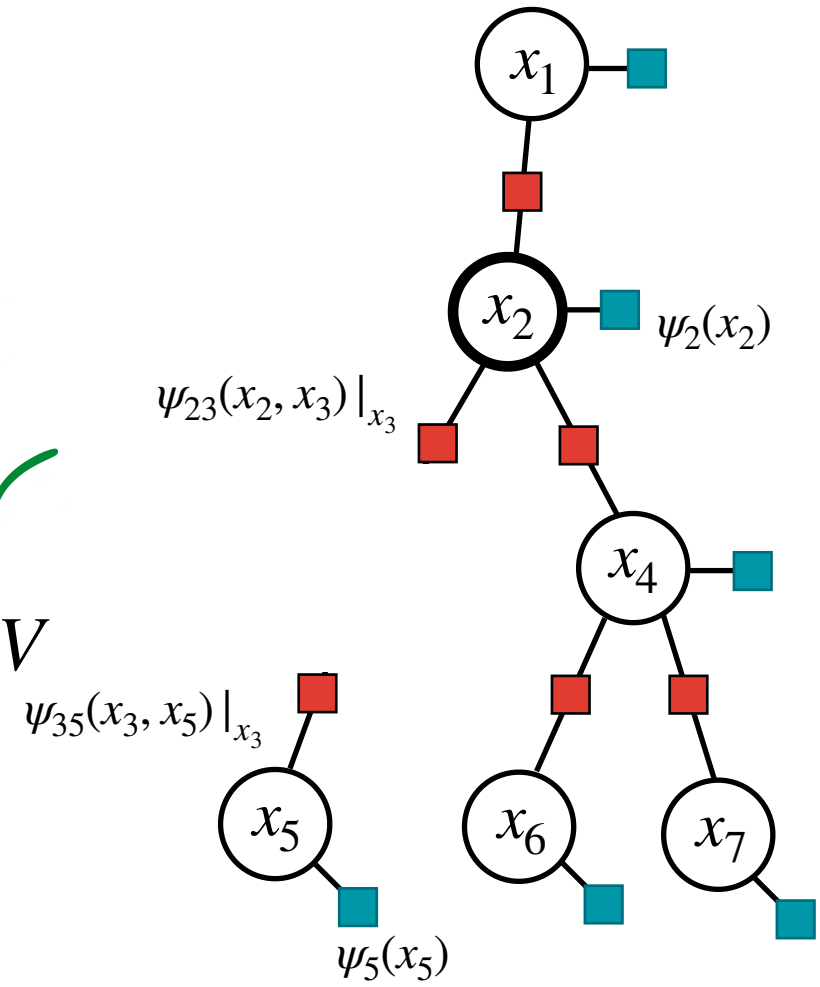 x₁
x₂
ψ₂(x₂)
ψ₂₃(x₂, x₃)|ₓ₃
x₄
V
ψ₃₅(x₃, x₅)|ₓ₃
x₅
x₆
x₇
ψ₅(x₅)